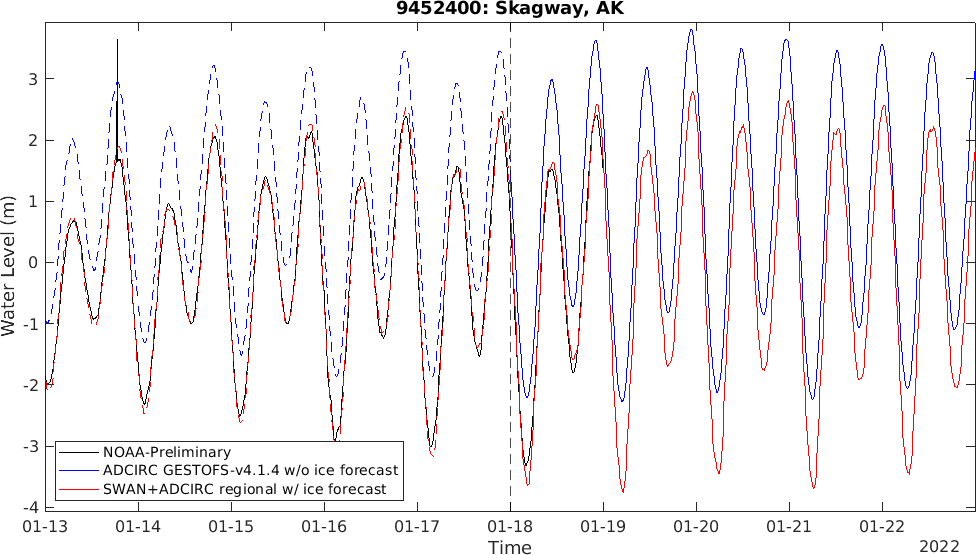 9452400: Skagway, AK
Water Level (m)
3
2
1
0
-1
-2
-3
-4
NOAA-Preliminary
ADCIRC GESTOFS-v4.1.4 w/o ice forecast
SWAN+ADCIRC regional w/ ice forecast
01-13 01-14 01-15 01-16 01-17 01-18 01-19 01-20 01-21 01-22
Time
2022